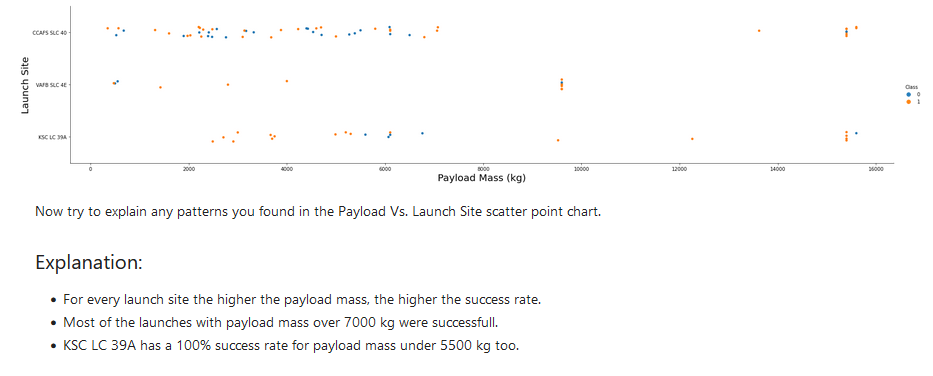 CCAFS SLC 40
VAFB SLC 4E
KSC LC 39A
Launch Site
0 2000 4000 6000 8000 10000 12000 14000 16000
Payload Mass (kg)
Class
0
1
Now try to explain any patterns you found in the Payload Vs. Launch Site scatter point chart.
Explanation:
• For every launch site the higher the payload mass, the higher the success rate.
• Most of the launches with payload mass over 7000 kg were successfull.
• KSC LC 39A has a 100% success rate for payload mass under 5500 kg too.